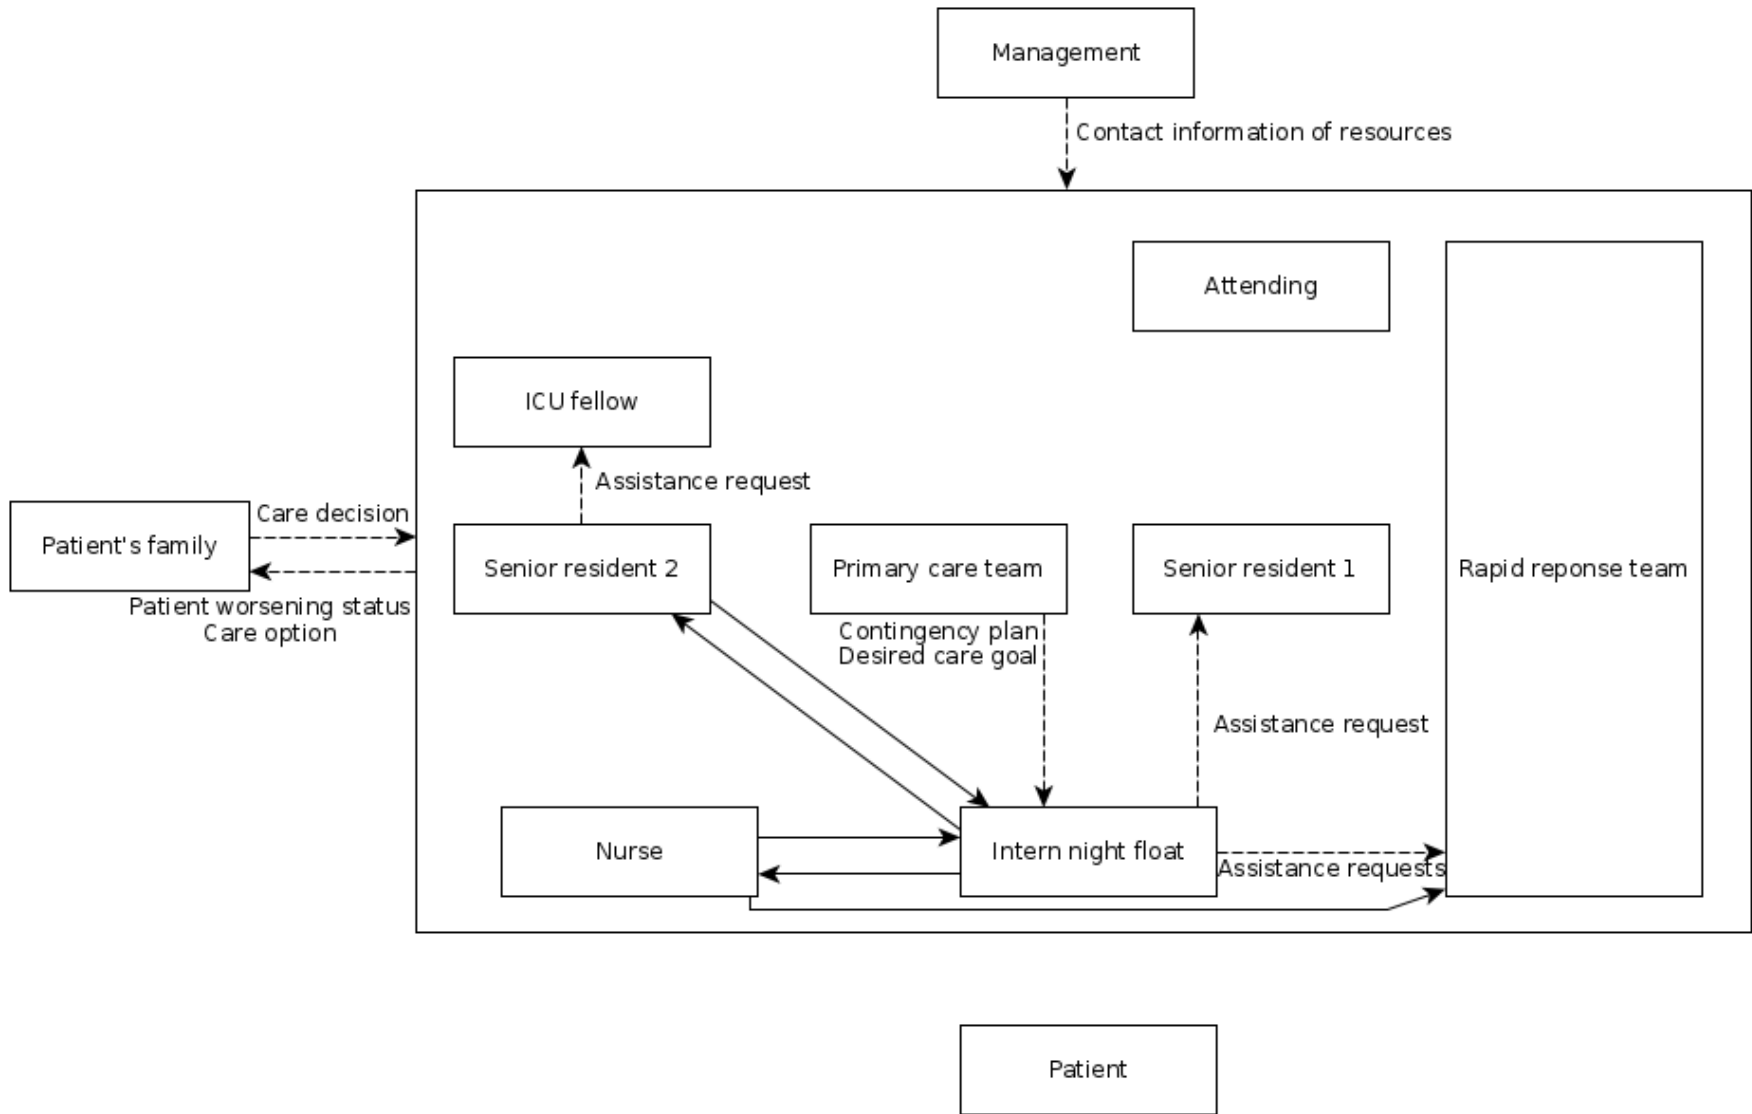 Management
Contact information of resources
Attending
ICU fellow
Assistance request
Care decision
Patient's family
Senior resident 2
Primary care team
Senior resident 1
Rapid reponse team
Patient worsening status
Care option
Contingency plan
Desired care goal
Assistance request
Nurse
Intern night float
Assistance requests
Patient